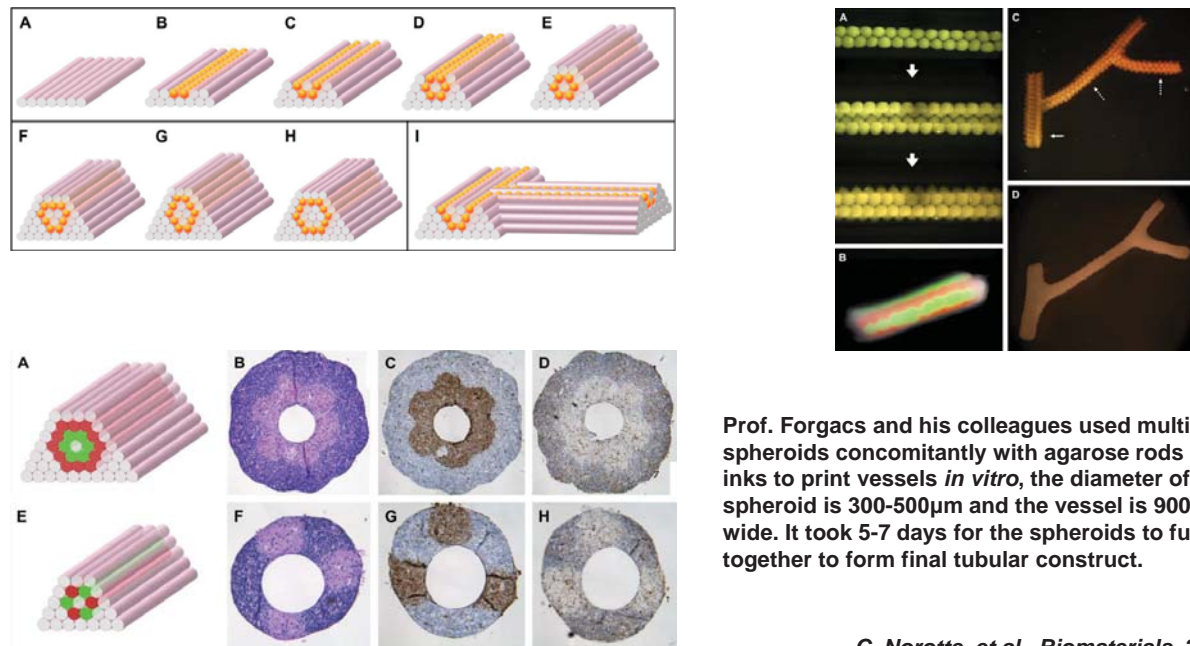 A B C D E
F G H I
A B C D
E F G H
A C
B D
Prof. Forgacs and his colleagues used multi
spheroids concomitantly with agarose rods
inks to print vessels in vitro, the diameter of
spheroid is 300-500µm and the vessel is 900
wide. It took 5-7 days for the spheroids to fu
together to form final tubular construct.
C. Norotte, et al., Biomaterials,